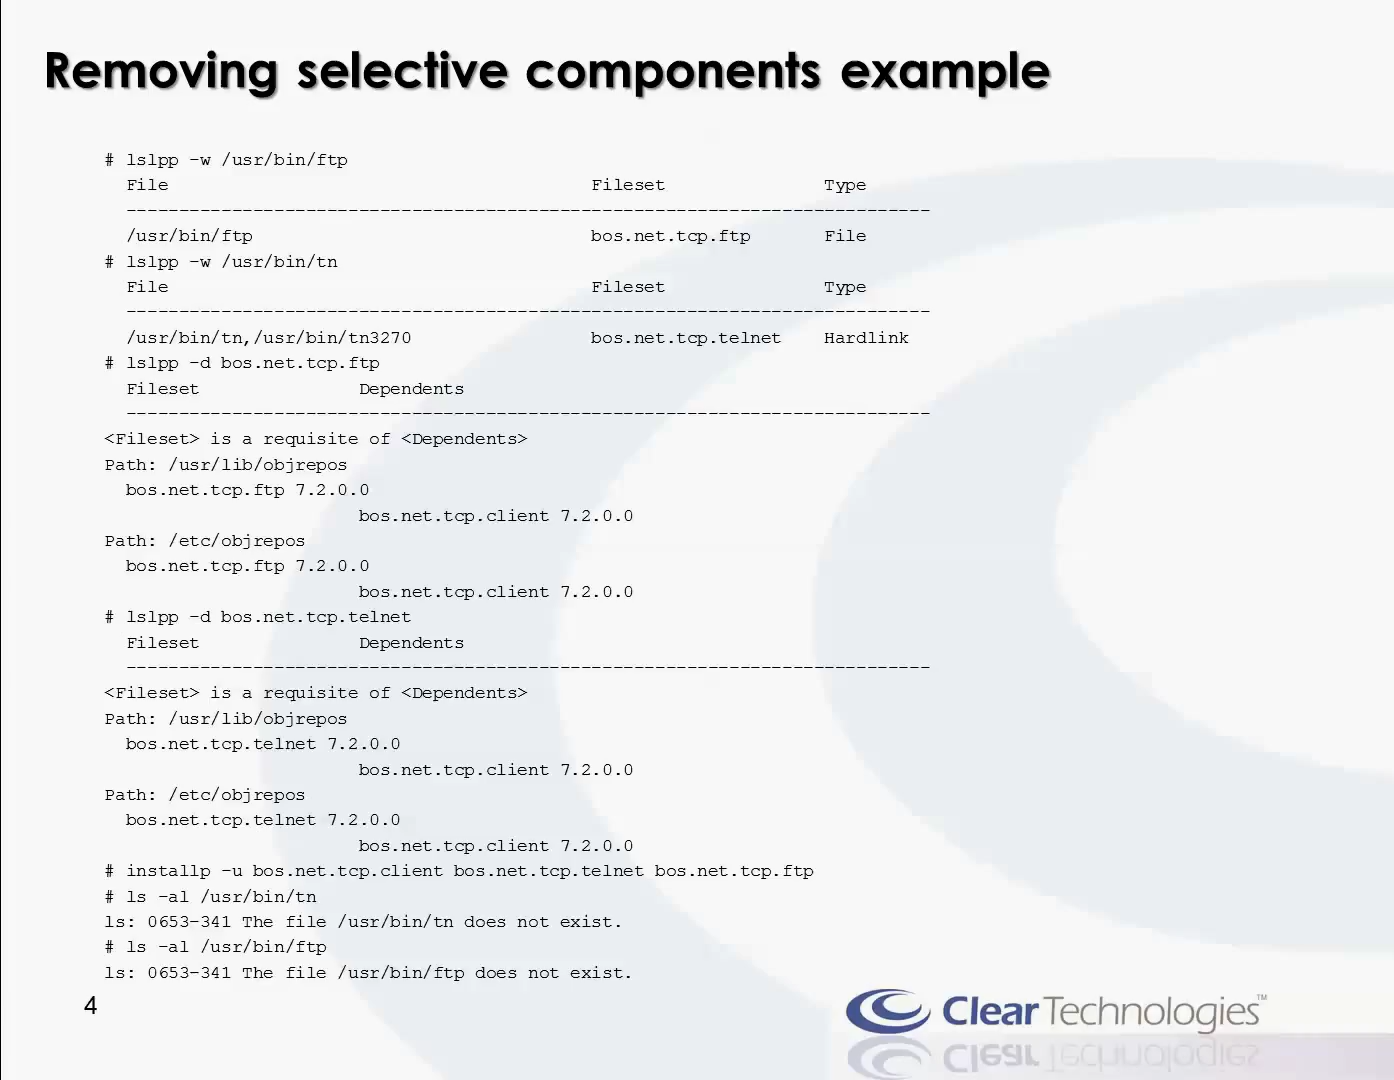 Removing selective components example
# lslpp -w /usr/bin/ftp
File Fileset Type
----------------------------------------------------------------------------
/usr/bin/ftp bos.net.tcp.ftp File
# lslpp -w /usr/bin/tn
File Fileset Type
----------------------------------------------------------------------------
/usr/bin/tn,/usr/bin/tn3270 bos.net.tcp.telnet Hardlink
# lslpp -d bos.net.tcp.ftp
Fileset Dependents
----------------------------------------------------------------------------
<Fileset> is a requisite of <Dependents>
Path: /usr/lib/objrepos
bos.net.tcp.ftp 7.2.0.0
bos.net.tcp.client 7.2.0.0
Path: /etc/objrepos
bos.net.tcp.ftp 7.2.0.0
bos.net.tcp.client 7.2.0.0
# lslpp -d bos.net.tcp.telnet
Fileset Dependents
----------------------------------------------------------------------------
<Fileset> is a requisite of <Dependents>
Path: /usr/lib/objrepos
bos.net.tcp.telnet 7.2.0.0
bos.net.tcp.client 7.2.0.0
Path: /etc/objrepos
bos.net.tcp.telnet 7.2.0.0
bos.net.tcp.client 7.2.0.0
# installp -u bos.net.tcp.client bos.net.tcp.telnet bos.net.tcp.ftp
# ls -al /usr/bin/tn
ls: 0653-341 The file /usr/bin/tn does not exist.
# ls -al /usr/bin/ftp
ls: 0653-341 The file /usr/bin/ftp does not exist.
4
Clear Technologies™